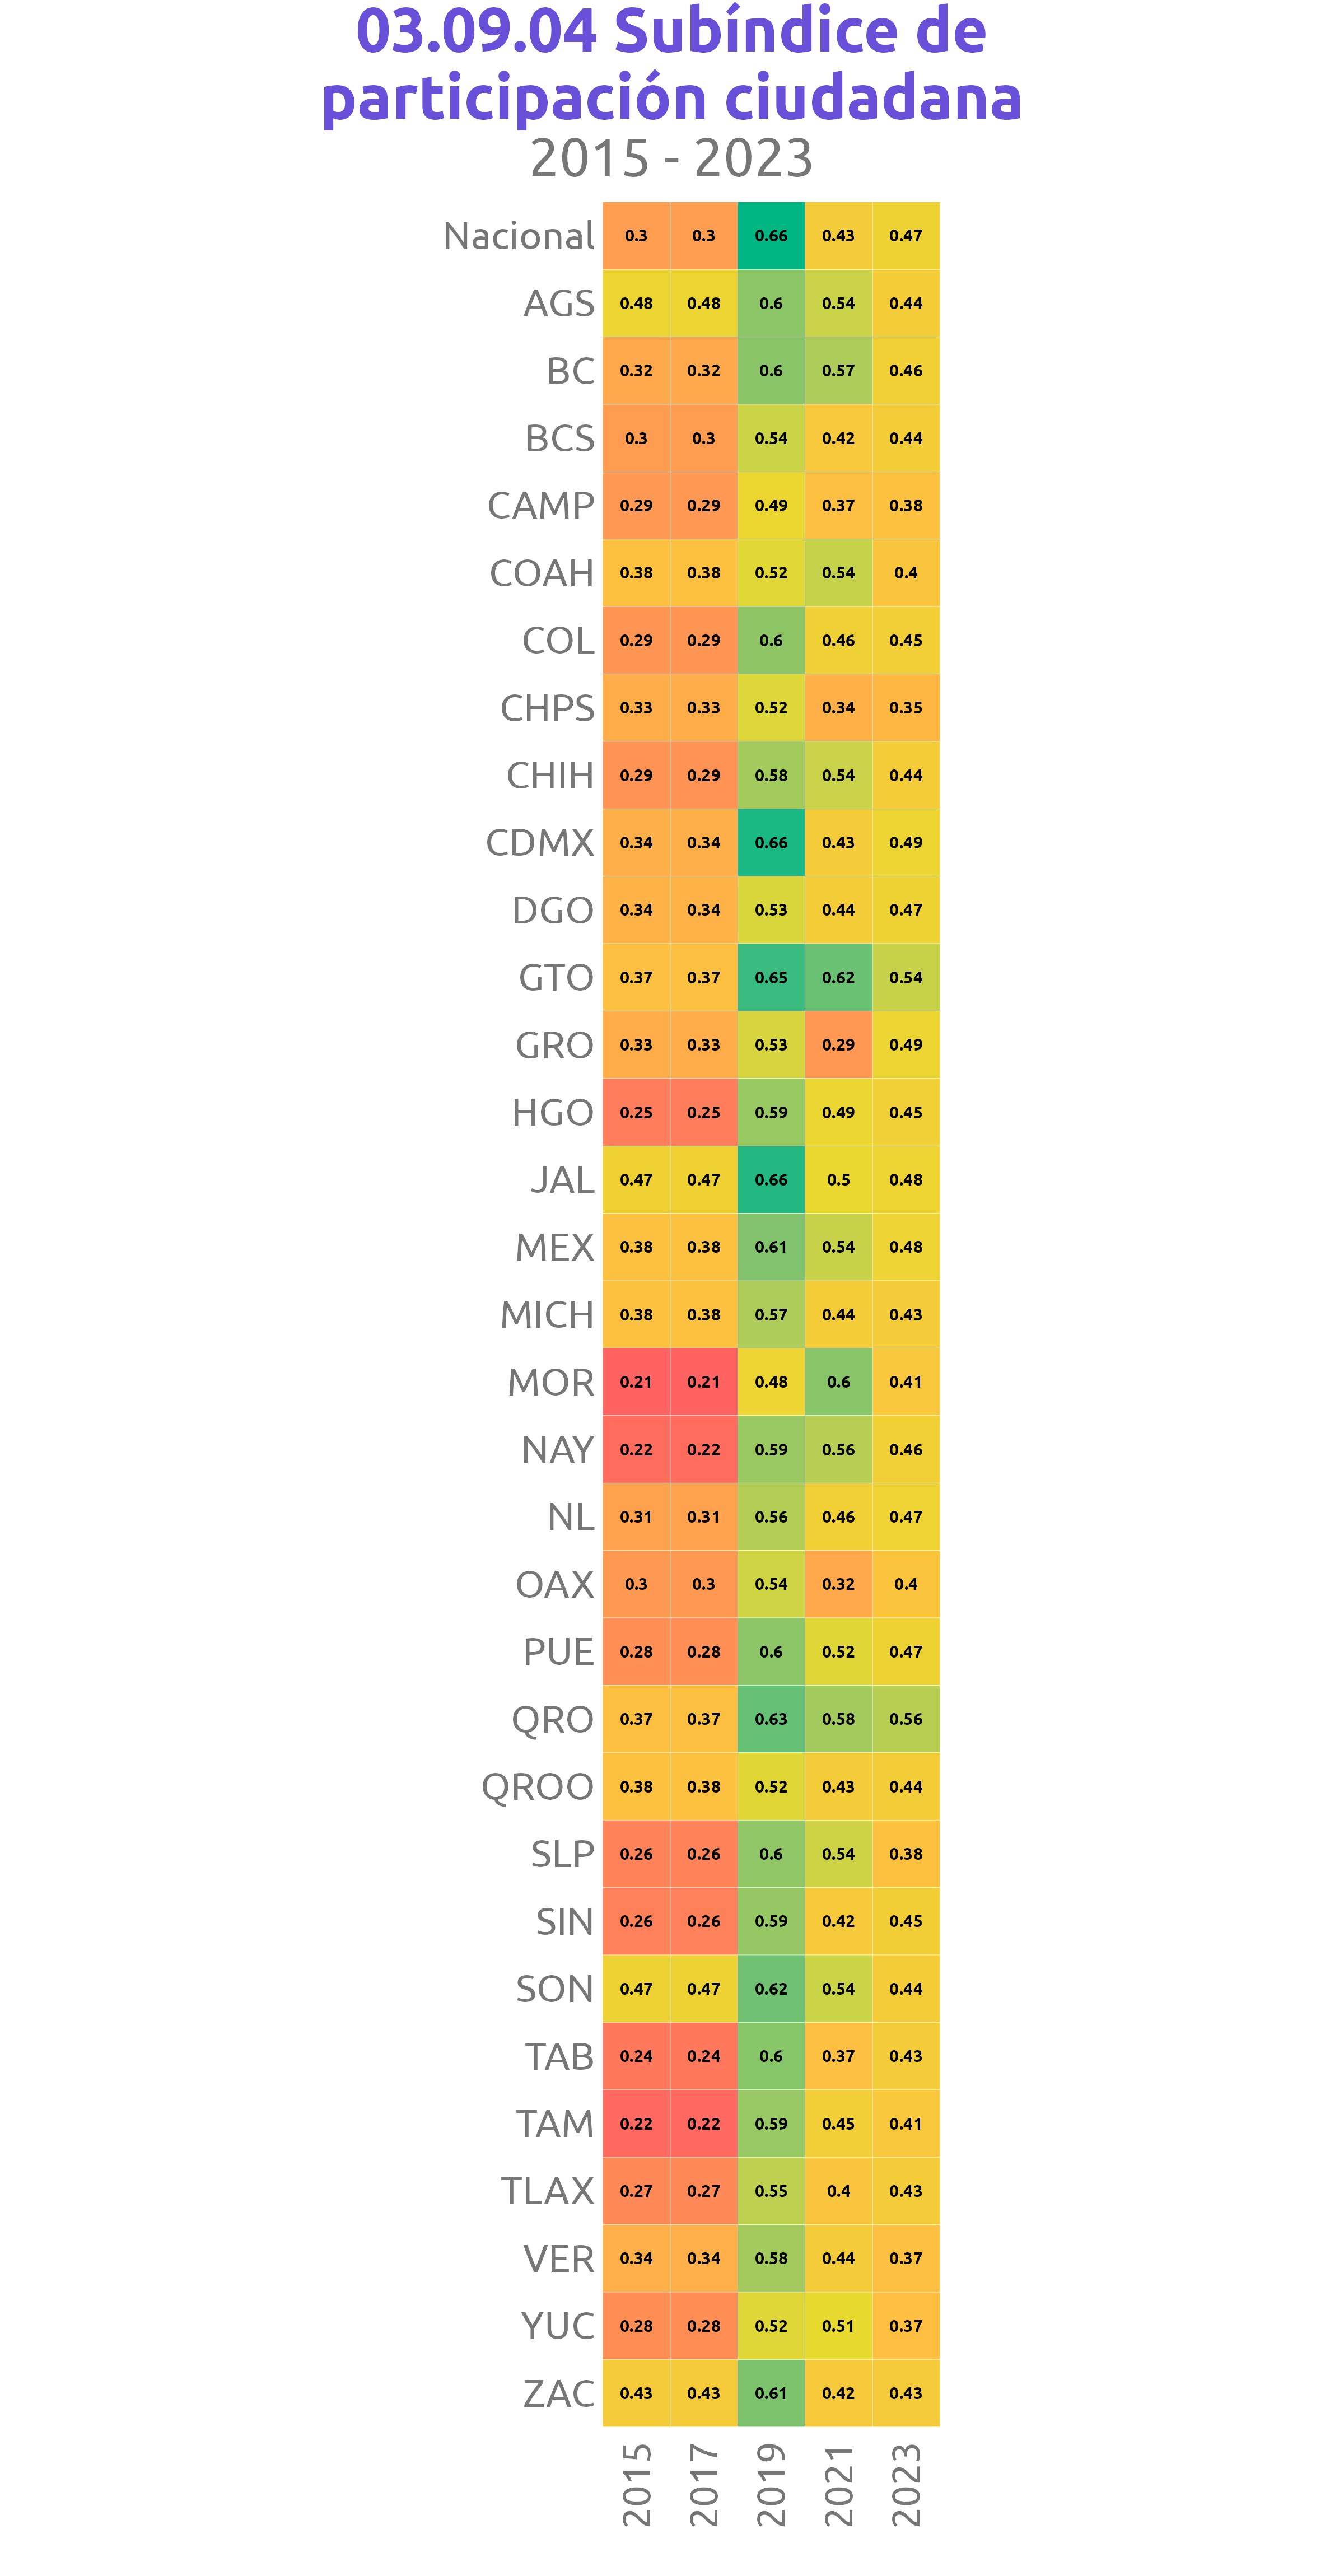 03.09.04 Subíndice de
participación ciudadana
2015 - 2023
Nacional 0.3 0.3 0.66 0.43 0.47
AGS 0.48 0.48 0.6 0.54 0.44
BC 0.32 0.32 0.6 0.57 0.46
BCS 0.3 0.3 0.54 0.42 0.44
CAMP 0.29 0.29 0.49 0.37 0.38
COAH 0.38 0.38 0.52 0.54 0.4
COL 0.29 0.29 0.6 0.46 0.45
CHPS 0.33 0.33 0.52 0.34 0.35
CHIH 0.29 0.29 0.58 0.54 0.44
CDMX 0.34 0.34 0.66 0.43 0.49
DGO 0.34 0.34 0.53 0.44 0.47
GTO 0.37 0.37 0.65 0.62 0.54
GRO 0.33 0.33 0.53 0.29 0.49
HGO 0.25 0.25 0.59 0.49 0.45
JAL 0.47 0.47 0.66 0.5 0.48
MEX 0.38 0.38 0.61 0.54 0.48
MICH 0.38 0.38 0.57 0.44 0.43
MOR 0.21 0.21 0.48 0.6 0.41
NAY 0.22 0.22 0.59 0.56 0.46
NL 0.31 0.31 0.56 0.46 0.47
OAX 0.3 0.3 0.54 0.32 0.4
PUE 0.28 0.28 0.6 0.52 0.47
QRO 0.37 0.37 0.63 0.58 0.56
QROO 0.38 0.38 0.52 0.43 0.44
SLP 0.26 0.26 0.6 0.54 0.38
SIN 0.26 0.26 0.59 0.42 0.45
SON 0.47 0.47 0.62 0.54 0.44
TAB 0.24 0.24 0.6 0.37 0.43
TAM 0.22 0.22 0.59 0.45 0.41
TLAX 0.27 0.27 0.55 0.4 0.43
VER 0.34 0.34 0.58 0.44 0.37
YUC 0.28 0.28 0.52 0.51 0.37
ZAC 0.43 0.43 0.61 0.42 0.43
2015 2017 2019 2021 2023